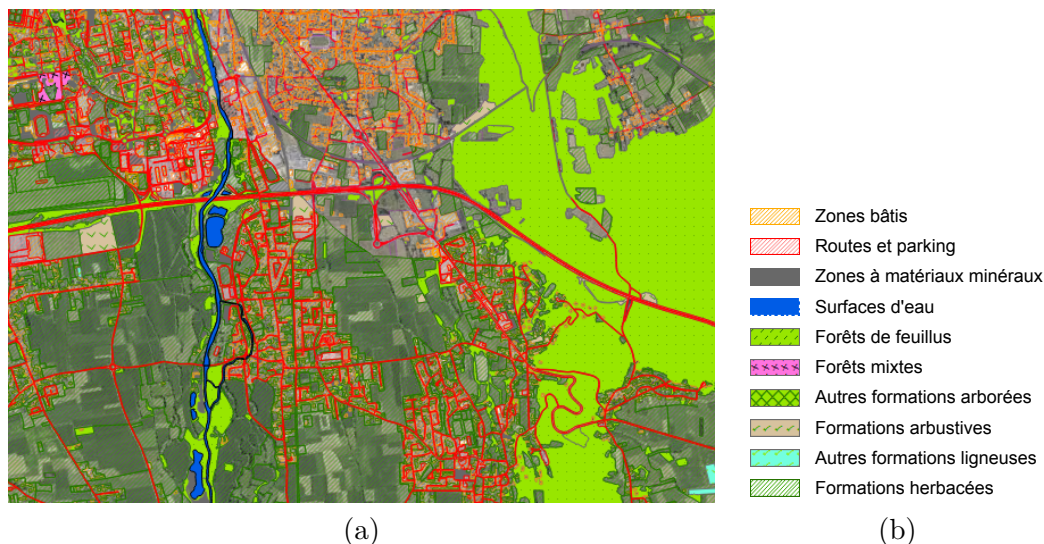 Zones bâtis
Routes et parking
Zones à matériaux minéraux
Surfaces d'eau
Forêts de feuillus
Forêts mixtes
Autres formations arborées
Formations arbustives
Autres formations ligneuses
Formations herbacées
(a)
(b)